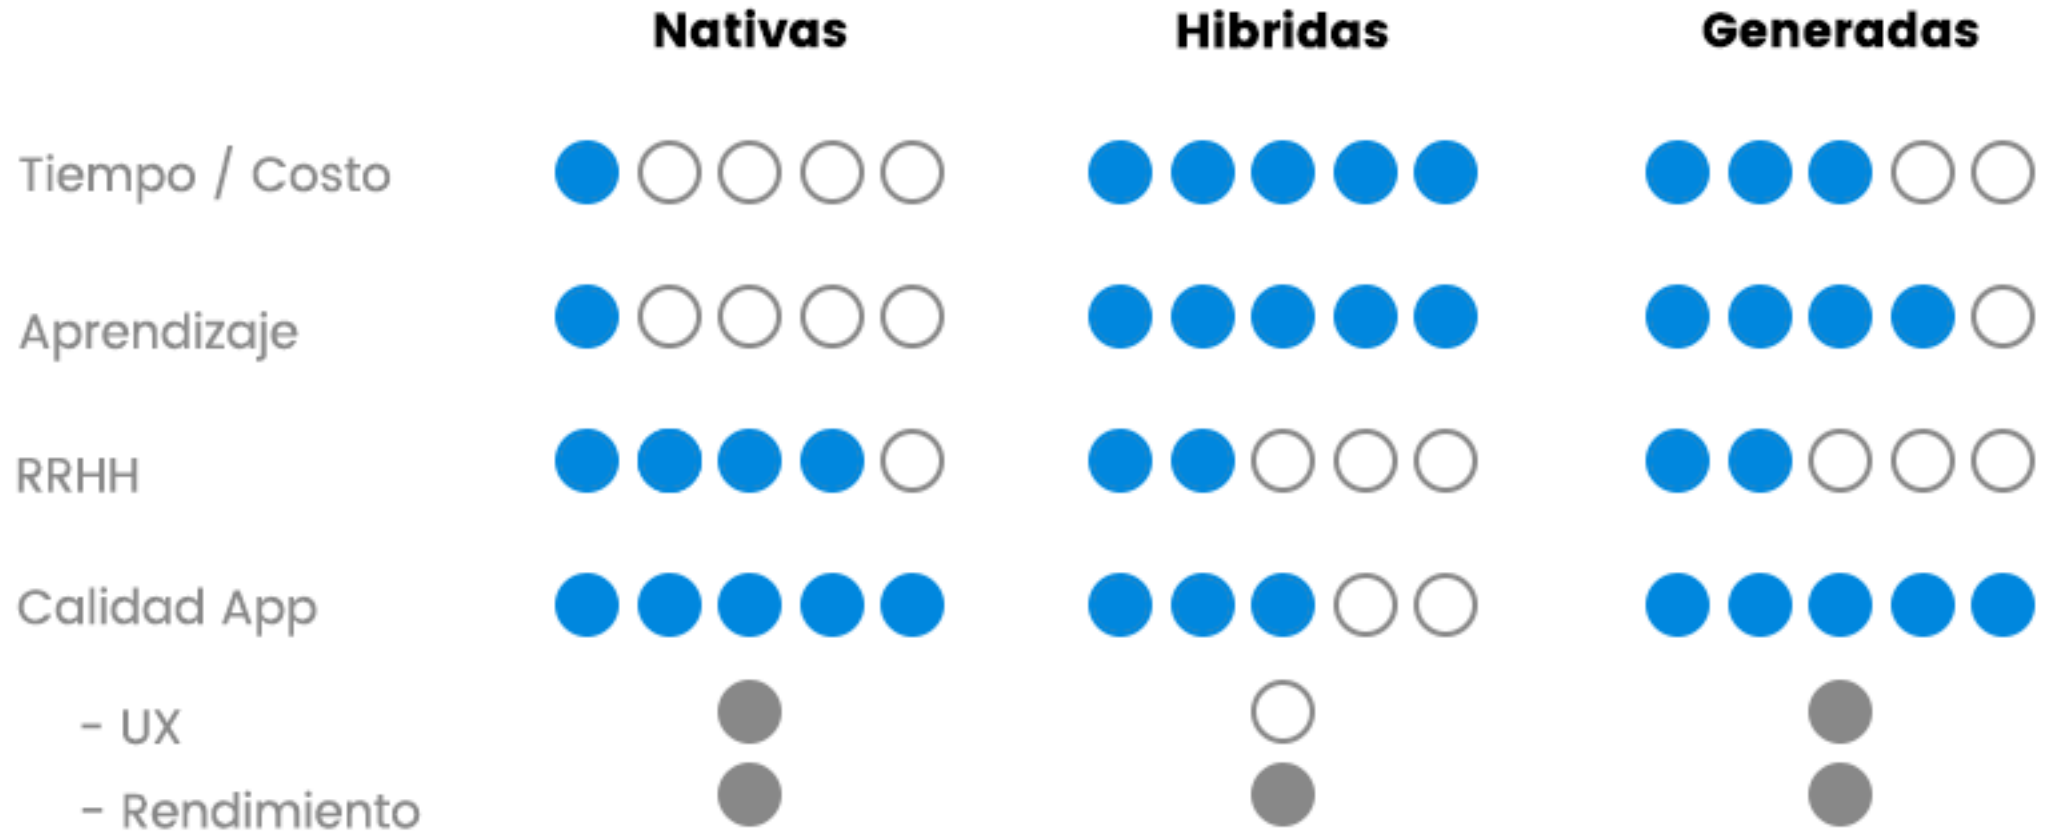 Nativas Hibridas Generadas
Tiempo / Costo
Aprendizaje
RRHH
Calidad App
- UX
- Rendimiento